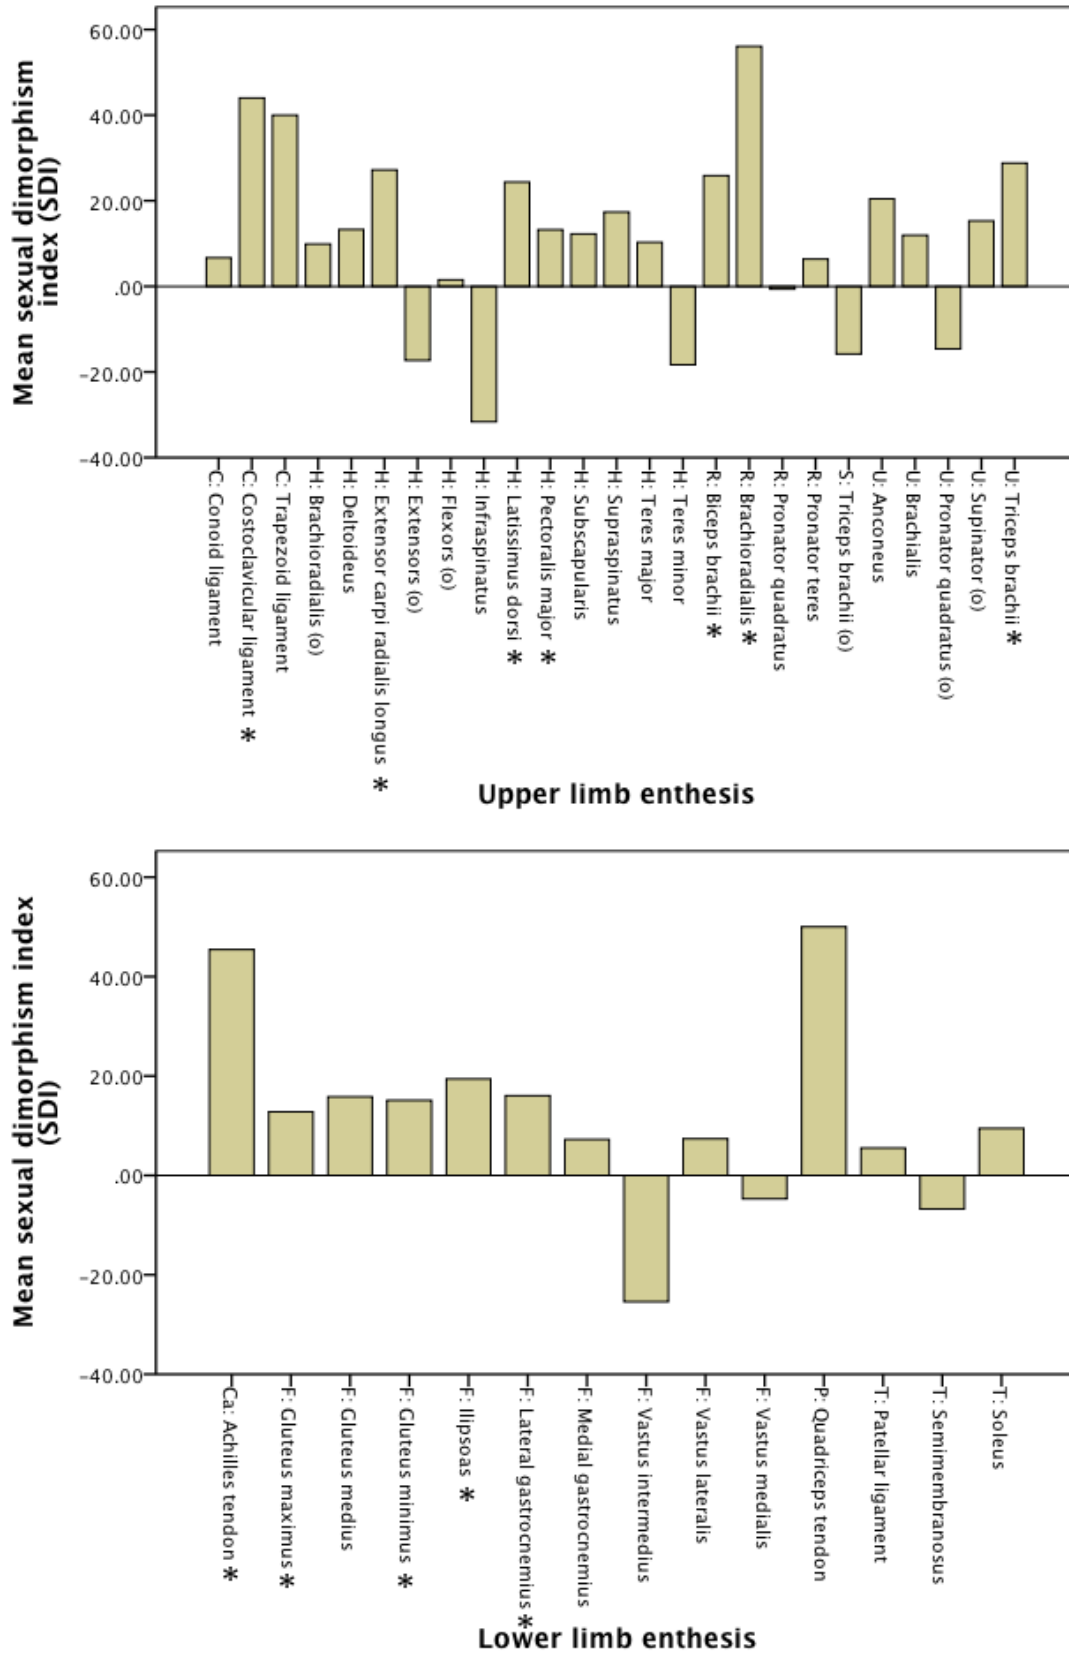 Mean sexual dimorphism
index (SDI)
60.00
40.00
20.00
.00
-20.00
-40.00
C: Conoid ligament
C: Costoclavicular ligament *
C: Trapezoid ligament
H: Brachioradialis (o)
H: Deltoideus
H: Extensor carpi radialis longus *
H: Extensors (o)
H: Flexors (o)
H: Infraspinatus
H: Latissimus dorsi *
H: Pectoralis major *
H: Subscapularis
H: Supraspinatus
H: Teres major
H: Teres minor
R: Biceps brachii *
R: Brachioradialis *
R: Pronator quadratus
R: Pronator teres
S: Triceps brachii (o)
U: Anconeus
U: Brachialis
U: Pronator quadratus (o)
U: Supinator (o)
U: Triceps brachii *
Upper limb enthesis
Mean sexual dimorphism index
(SDI)
60.00
40.00
20.00
.00
-20.00
-40.00
Ca: Achilles tendon *
F: Gluteus maximus *
F: Gluteus medius
F: Gluteus minimus *
F: Ilipsoas *
F: Lateral gastrocnemius *
F: Medial gastrocnemius
F: Vastus intermedius
F: Vastus lateralis
F: Vastus medialis
P: Quadriceps tendon
T: Patellar ligament
T: Semimembranosus
T: Soleus
Lower limb enthesis